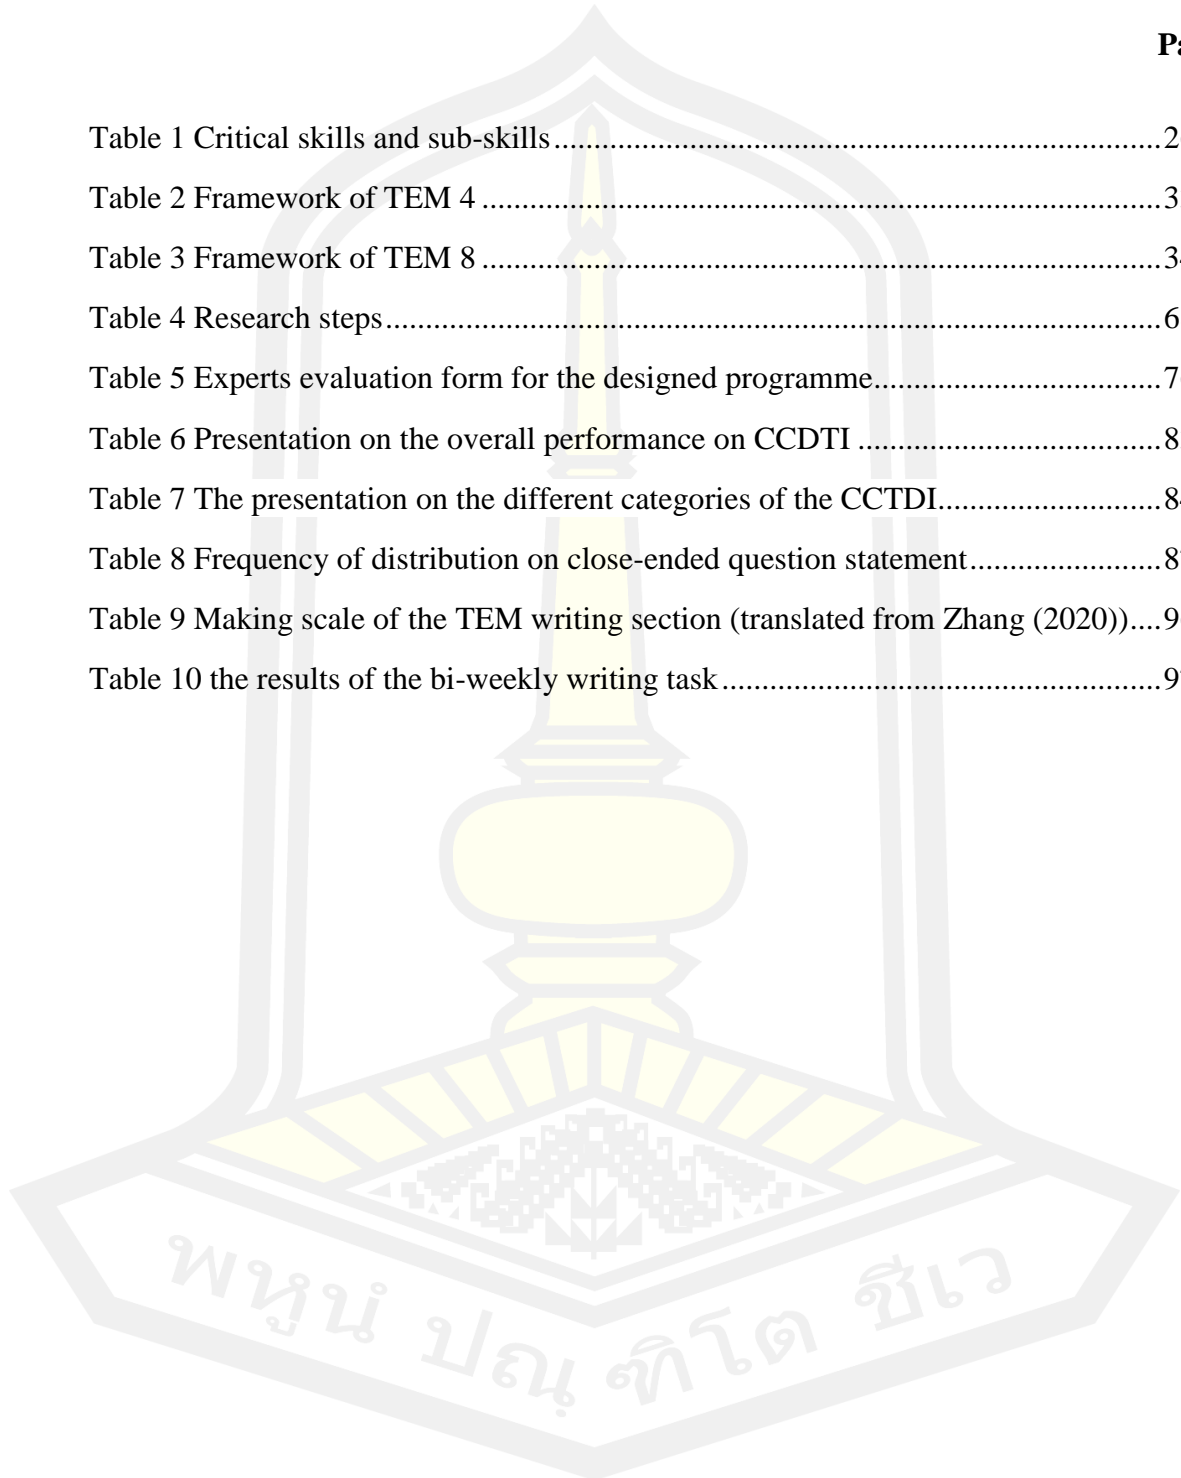 Pa
Table 1 Critical skills and sub-skills....................................................................2
Table 2 Framework of TEM 4 ............................................................................3
Table 3 Framework of TEM 8 ............................................................................3
Table 4 Research steps........................................................................................6
Table 5 Experts evaluation form for the designed programme...........................7
Table 6 Presentation on the overall performance on CCDTI .............................8
Table 7 The presentation on the different categories of the CCTDI....................8
Table 8 Frequency of distribution on close-ended question statement................8
Table 9 Making scale of the TEM writing section (translated from Zhang (2020))....9
Table 10 the results of the bi-weekly writing task..............................................9
พหูนํ ปณฺ ฑิโต ชีเว